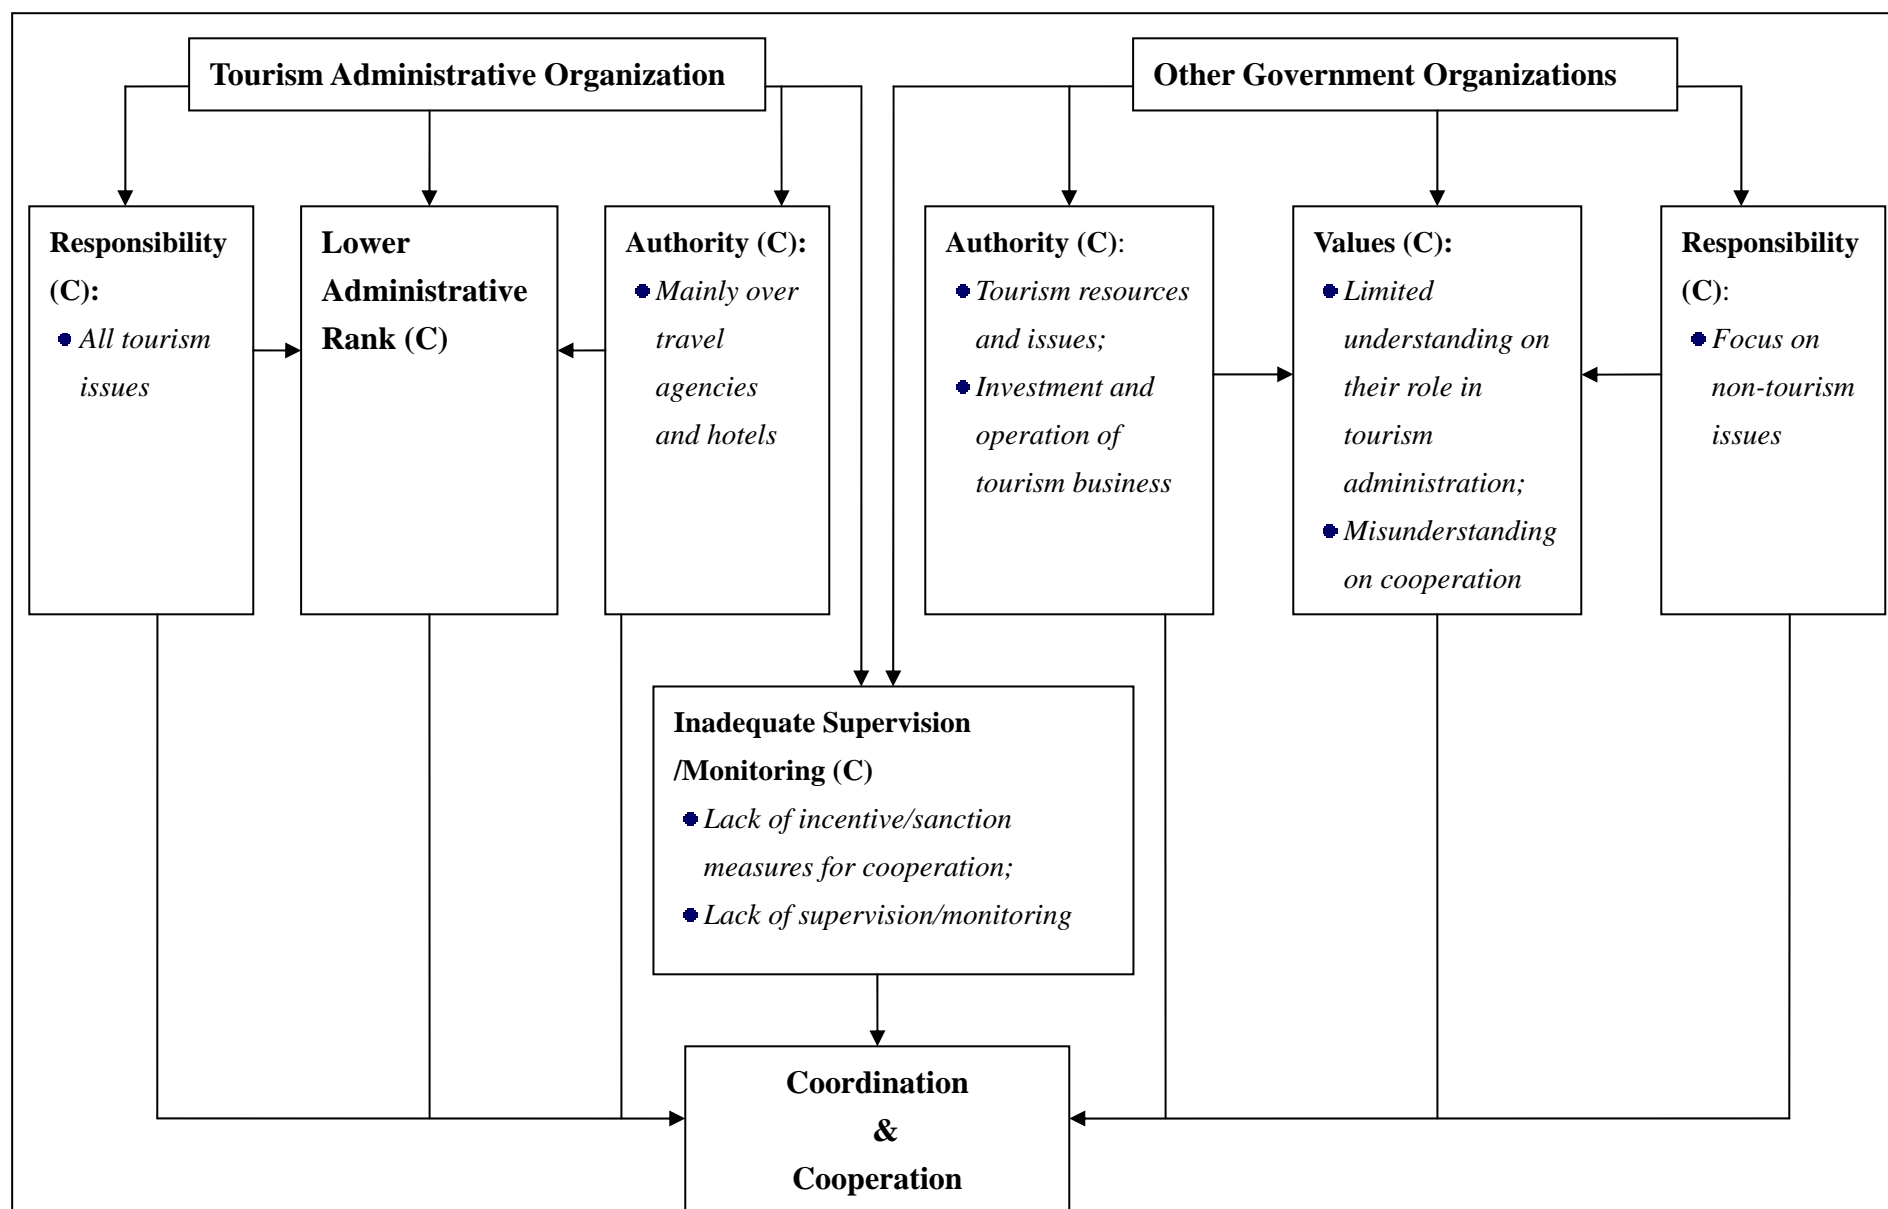 Tourism Administrative Organization
Other Government Organizations
Responsibility
(C):
● All tourism
issues
Lower
Administrative
Rank (C)
Authority (C):
● Mainly over
travel
agencies
and hotels
Authority (C):
● Tourism resources
and issues;
● Investment and
operation of
tourism business
Values (C):
● Limited
understanding on
their role in
tourism
administration;
● Misunderstanding
on cooperation
Responsibility
(C):
● Focus on
non-tourism
issues
Inadequate Supervision
/Monitoring (C)
● Lack of incentive/sanction
measures for cooperation;
● Lack of supervision/monitoring
Coordination
&
Cooperation